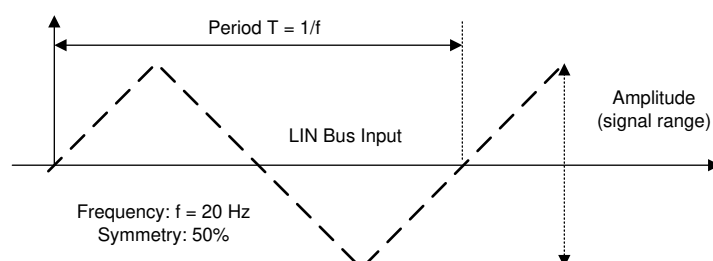 Period T = 1/f
Amplitude
(signal range)
LIN Bus Input
Frequency: f = 20 Hz
Symmetry: 50%